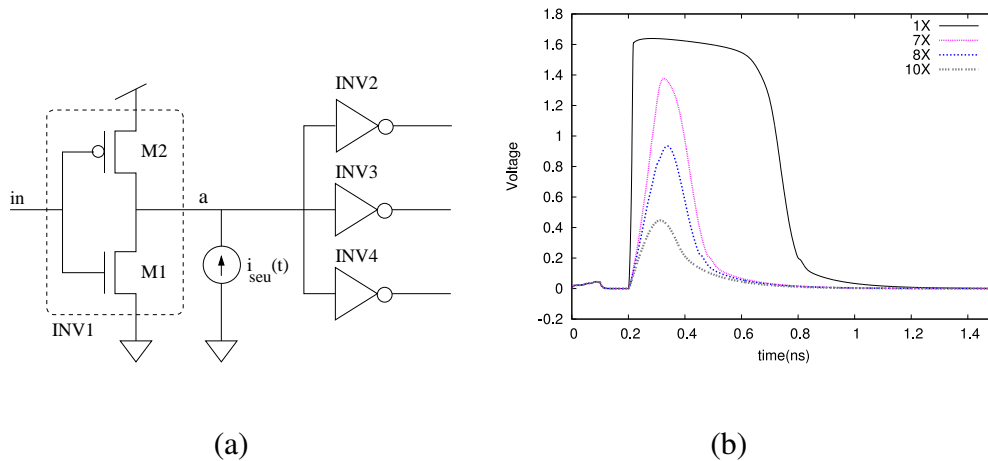 INV2
M2
INV3
in
a
i seu (t)
INV4
M1
INV1
(a)
1.8
1.6
1.4
1.2
1
0.8
0.6
0.4
0.2
0
-0.2
Voltage
1X
7X
8X
10X
0 0.2 0.4 0.6 0.8 1 1.2 1.4
time(ns)
(b)